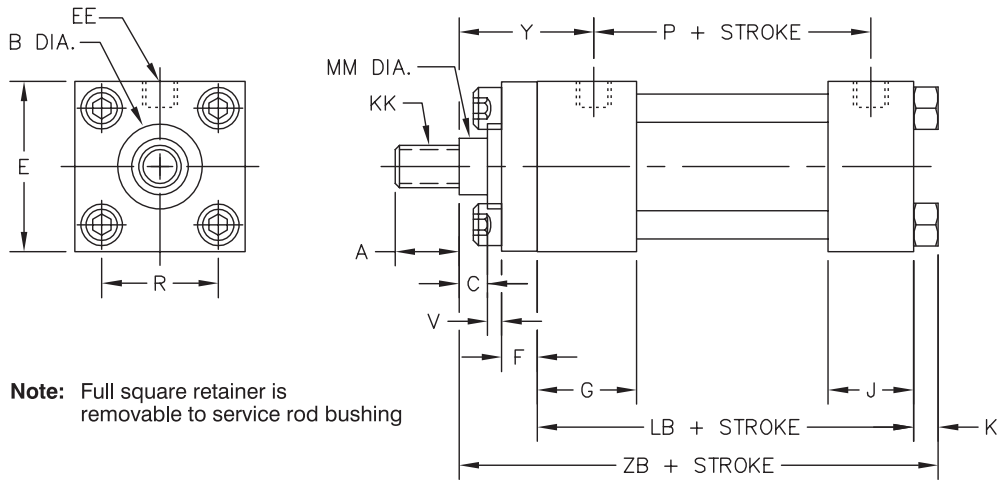 EE
B DIA.
E
R
Y
P + STROKE
MM DIA.
KK
A
C
V
F
G
J
LB + STROKE
K
ZB + STROKE
Note: Full square retainer is
removable to service rod bushing